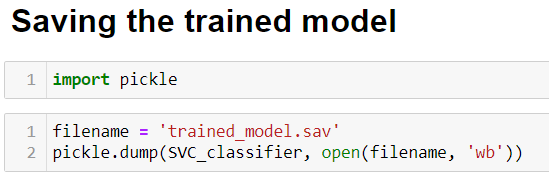 Saving the trained model
1 import pickle
1 filename = 'trained_model.sav'
2 pickle.dump(SVC_classifier, open(filename, 'wb'))